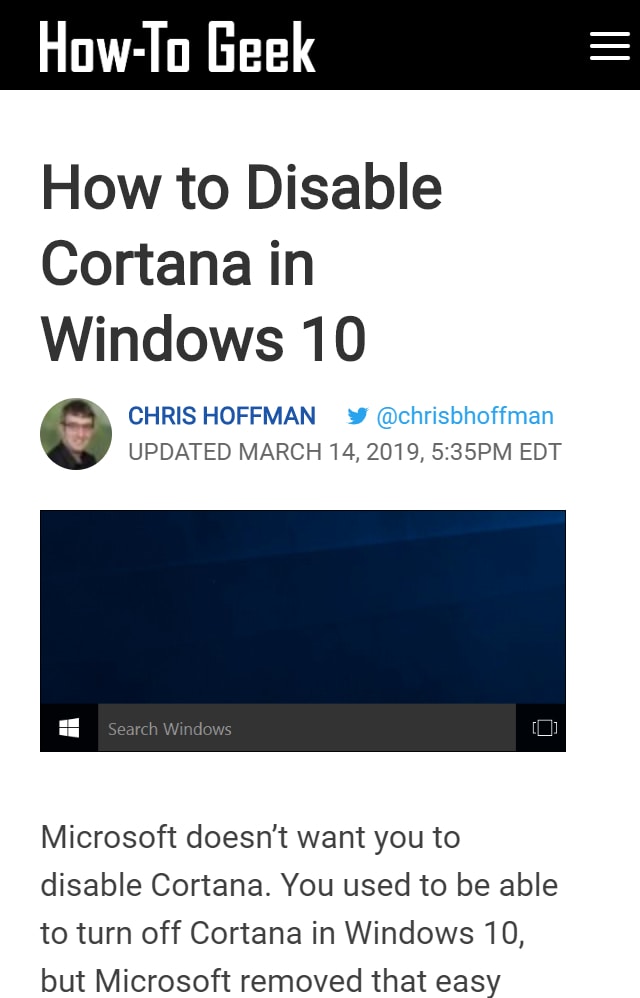 How-To Geek
How to Disable
Cortana in
Windows 10
CHRIS HOFFMAN @chrisbhoffman
UPDATED MARCH 14, 2019, 5:35PM EDT
Search Windows
Microsoft doesn’t want you to
disable Cortana. You used to be able
to turn off Cortana in Windows 10,
but Microsoft removed that easy